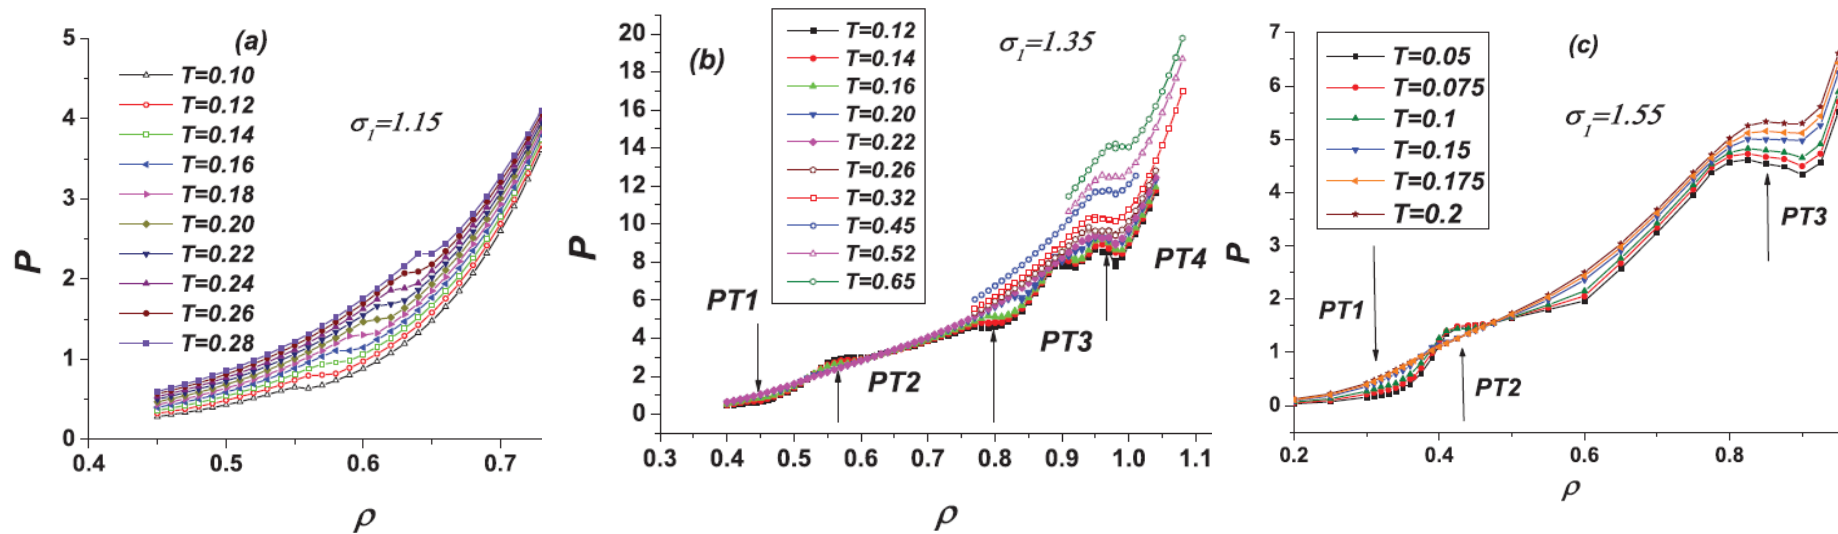 (a)
σ1=1.15
T=0.10
T=0.12
T=0.14
T=0.16
T=0.18
T=0.20
T=0.22
T=0.24
T=0.26
T=0.28
P
5
4
3
2
1
0
0.4
0.5
0.6
0.7
ρ
(b)
σ1=1.35
T=0.12
T=0.14
T=0.16
T=0.20
T=0.22
T=0.26
T=0.32
T=0.45
T=0.52
T=0.65
PT1
PT2
PT3
PT4
P
20
18
16
14
12
10
8
6
4
2
0
0.3
0.4
0.5
0.6
0.7
0.8
0.9
1.0
1.1
ρ
(c)
σ1=1.55
T=0.05
T=0.075
T=0.1
T=0.15
T=0.175
T=0.2
PT1
PT2
PT3
P
7
6
5
4
3
2
1
0
0.2
0.4
0.6
0.8
ρ